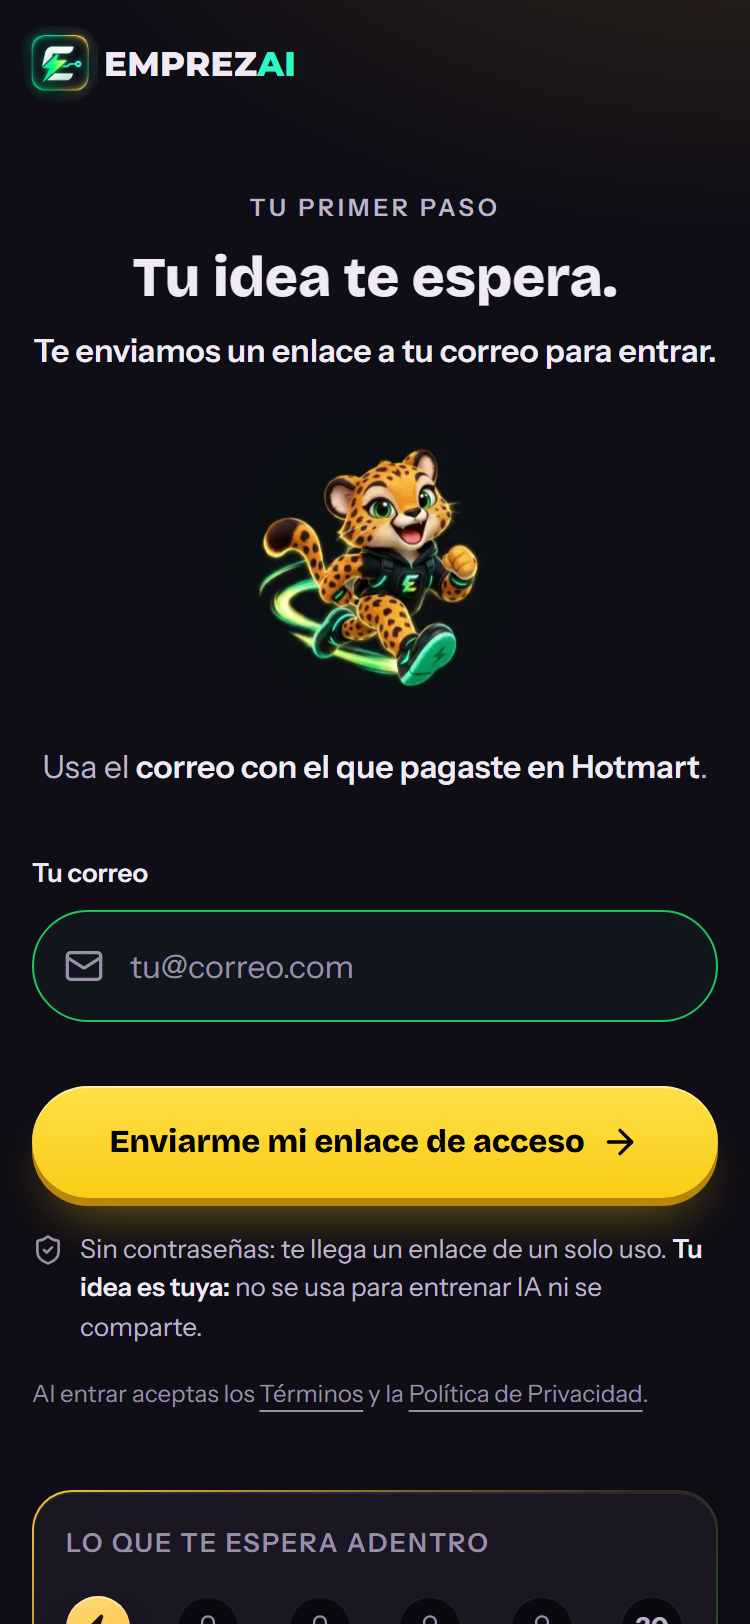 EMPREZAI
TU PRIMER PASO
Tu idea te espera.
Te enviamos un enlace a tu correo para entrar.
Usa el correo con el que pagaste en Hotmart.
Tu correo
tu@correo.com
Enviarme mi enlace de acceso
Sin contraseñas: te llega un enlace de un solo uso. Tu
idea es tuya: no se usa para entrenar IA ni se
comparte.
Al entrar aceptas los Términos y la Política de Privacidad.
LO QUE TE ESPERA ADENTRO